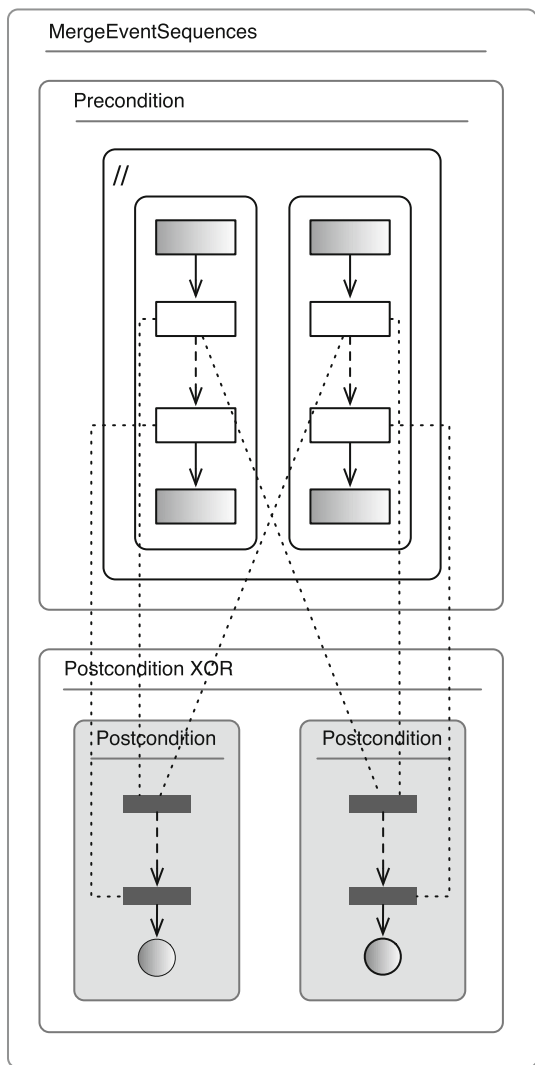 MergeEventSequences
Precondition
//
Postcondition XOR
Postcondition
Postcondition